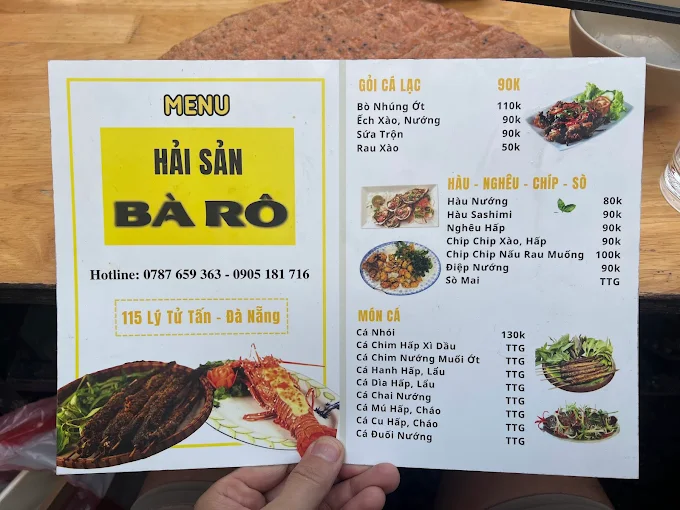 MENU
HẢI SẢN
BÀ RÔ
Hotline: 0787 659 363 - 0905 181 716
115 Lý Tử Tấn - Đà Nẵng
GỎI CÁ LẠC 90K
Bò Nhúng Ớt 110k
Ếch Xào, Nướng 90k
Sứa Trộn 90k
Rau Xào 50k
HÀU - NGHÊU - CHÍP - SÒ
Hàu Nướng 80k
Hàu Sashimi 90k
Nghêu Hấp 90k
Chip Chip Xào, Hấp 90k
Chip Chip Nấu Rau Muống 100k
Điệp Nướng 90k
Sò Mai TTG
MÓN CÁ
Cá Nhói 130k
Cá Chim Hấp Xì Dầu TTG
Cá Chim Nướng Muối Ớt TTG
Cá Hanh Hấp, Lẩu TTG
Cá Dìa Hấp, Lẩu TTG
Cá Chai Nướng TTG
Cá Mú Hấp, Cháo TTG
Cá Cu Hấp, Cháo TTG
Cá Đuối Nướng TTG